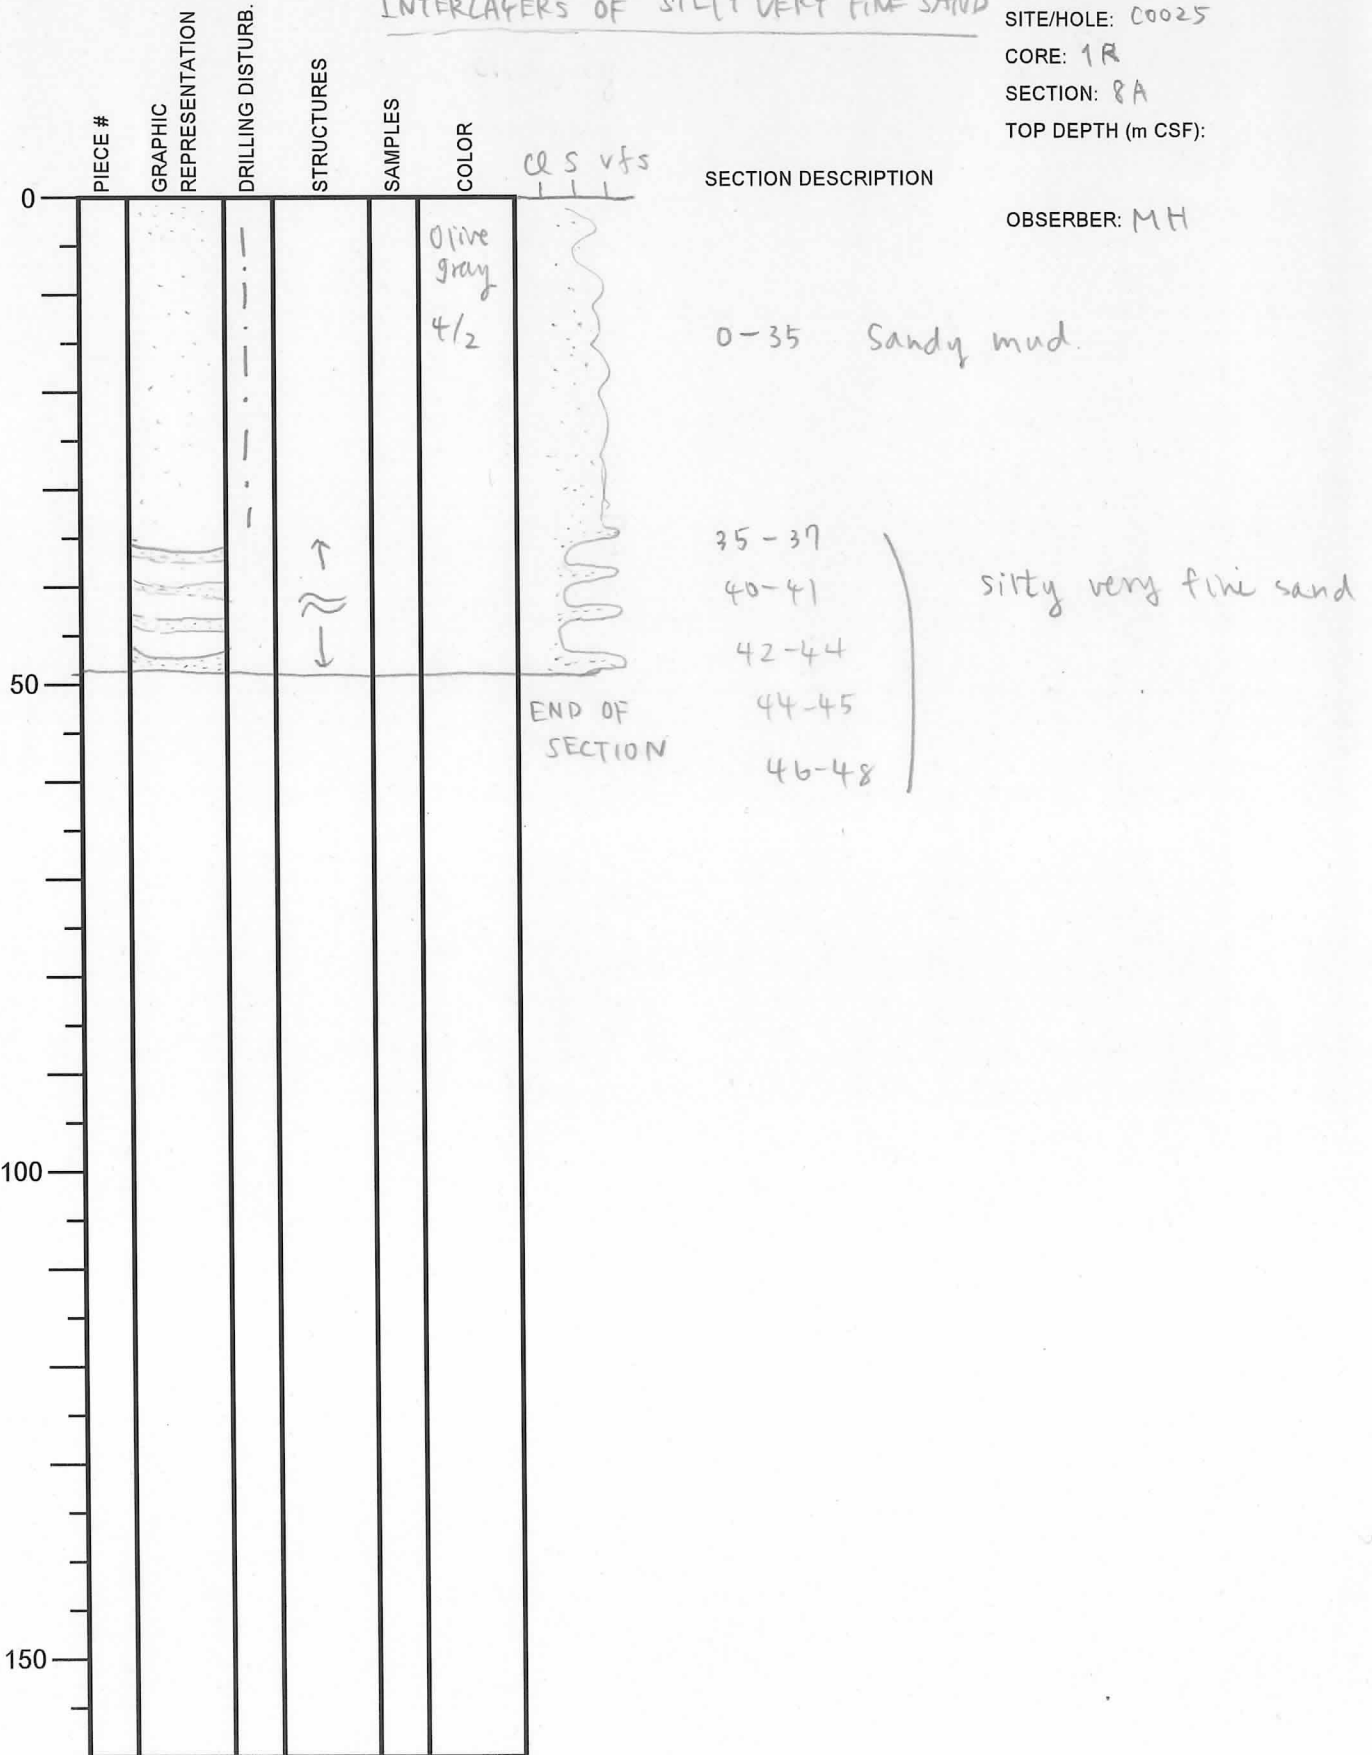 INTERLAYERS OF SILTY VERY FINE SAND
SITE/HOLE: C0025
CORE: 1R
SECTION: 8A
TOP DEPTH (m CSF):
OBSERBER: MH
PIECE #
GRAPHIC
REPRESENTATION
DRILLING DISTURB.
STRUCTURES
SAMPLES
COLOR
cl s vfs
SECTION DESCRIPTION
0
Olive
gray
4/2
0-35 Sandy mud.
35-37
40-41
silty very fine sand
42-44
44-45
46-48
50
END OF
SECTION
100
150